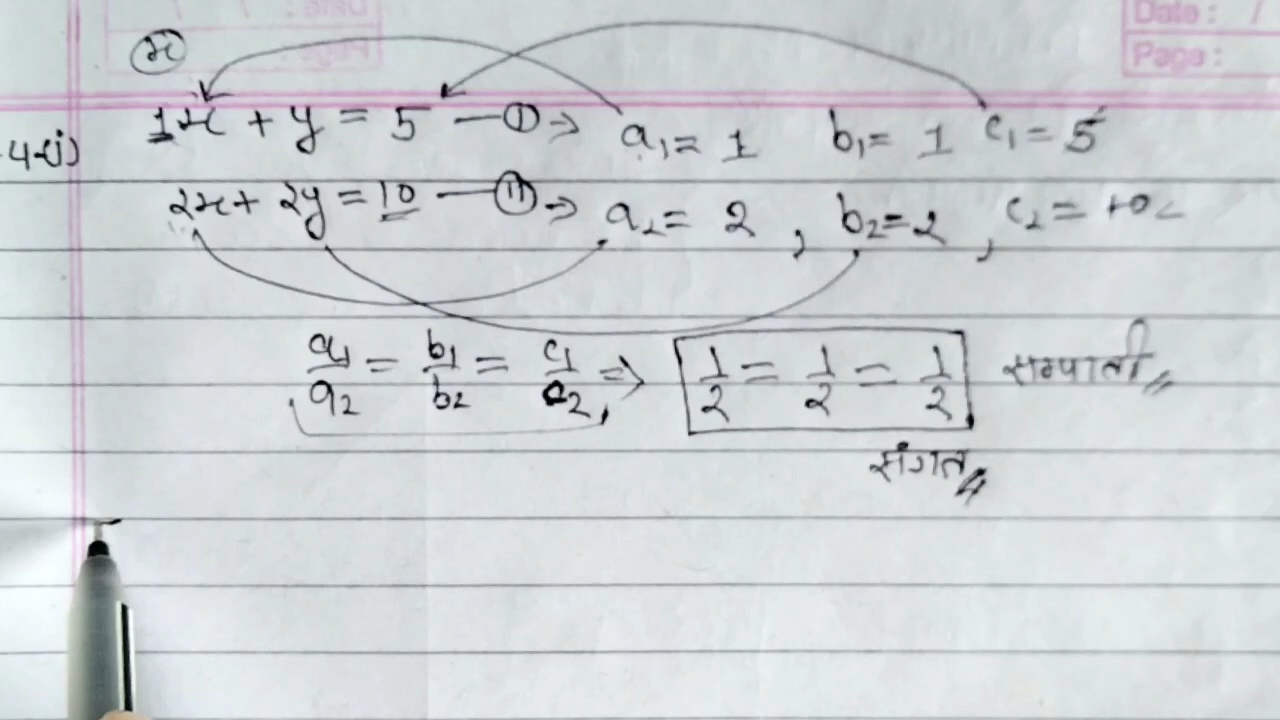 Date : /
Page :
x
4-(i) 1x + y = 5 — (I) ⇒ a₁ = 1 b₁ = 1 c₁ = 5
2x + 2y = 10 — (II) ⇒ a₂ = 2 , b₂ = 2 , c₂ = 10
a₁/a₂ = b₁/b₂ = c₁/c₂ ⇒ 1/2 = 1/2 = 1/2 सम्पाती
संगत